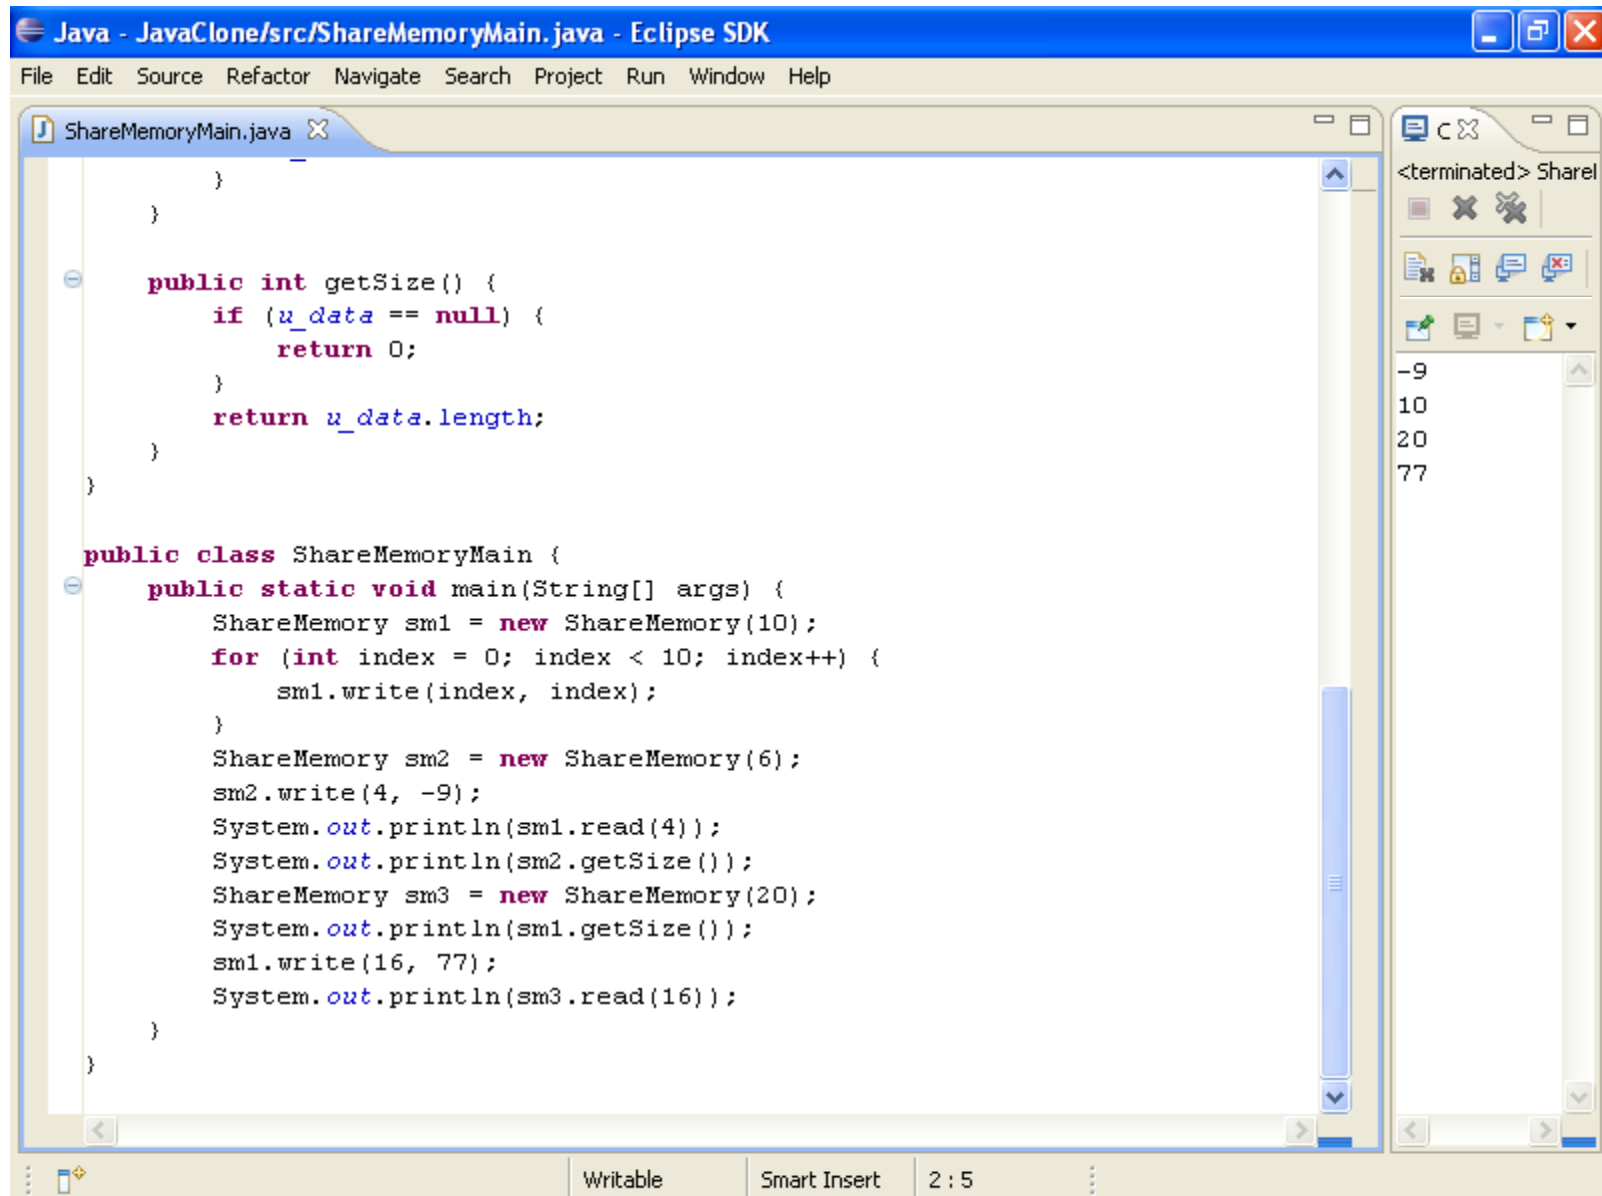 Java - JavaClone/src/ShareMemoryMain.java - Eclipse SDK
File Edit Source Refactor Navigate Search Project Run Window Help
ShareMemoryMain.java
}
}
public int getSize() {
if (u_data == null) {
return 0;
}
return u_data.length;
}
}
public class ShareMemoryMain {
public static void main(String[] args) {
ShareMemory sm1 = new ShareMemory(10);
for (int index = 0; index < 10; index++) {
sm1.write(index, index);
}
ShareMemory sm2 = new ShareMemory(6);
sm2.write(4, -9);
System.out.println(sm1.read(4));
System.out.println(sm2.getSize());
ShareMemory sm3 = new ShareMemory(20);
System.out.println(sm1.getSize());
sm1.write(16, 77);
System.out.println(sm3.read(16));
}
}
C
<terminated> Share
-9
10
20
77
Writable Smart Insert 2 : 5